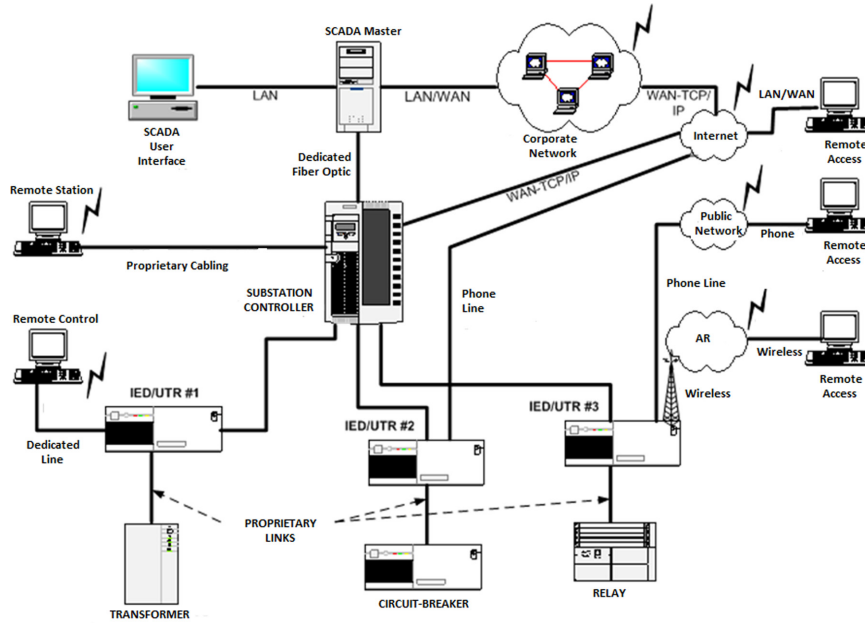 SCADA Master
LAN
LAN/WAN
WAN-TCP/
IP
LAN/WAN
SCADA
User
Interface
Corporate
Network
Internet
Remote
Access
Dedicated
Fiber Optic
WAN-TCP/IP
Remote Station
Proprietary Cabling
Public
Network
Phone
Remote
Access
SUBSTATION
CONTROLLER
Phone
Line
Phone Line
Remote Control
AR
Wireless
Wireless
Remote
Access
IED/UTR #1
IED/UTR #2
IED/UTR #3
Dedicated
Line
PROPRIETARY
LINKS
TRANSFORMER
CIRCUIT-BREAKER
RELAY